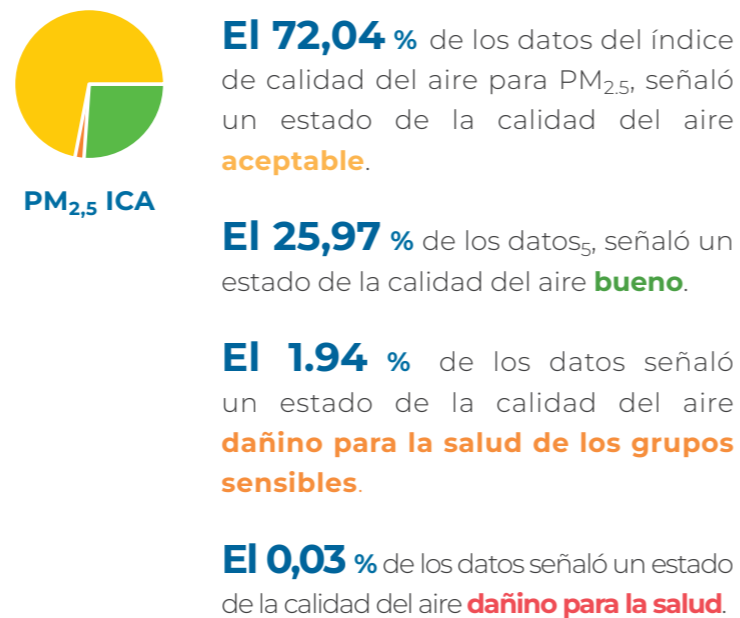 El 72,04 % de los datos del índice
de calidad del aire para PM2.5, señaló
un estado de la calidad del aire
aceptable.
PM2,5 ICA
El 25,97 % de los datos5, señaló un
estado de la calidad del aire bueno.
El 1.94 % de los datos señaló
un estado de la calidad del aire
dañino para la salud de los grupos
sensibles.
El 0,03 % de los datos señaló un estado
de la calidad del aire dañino para la salud.